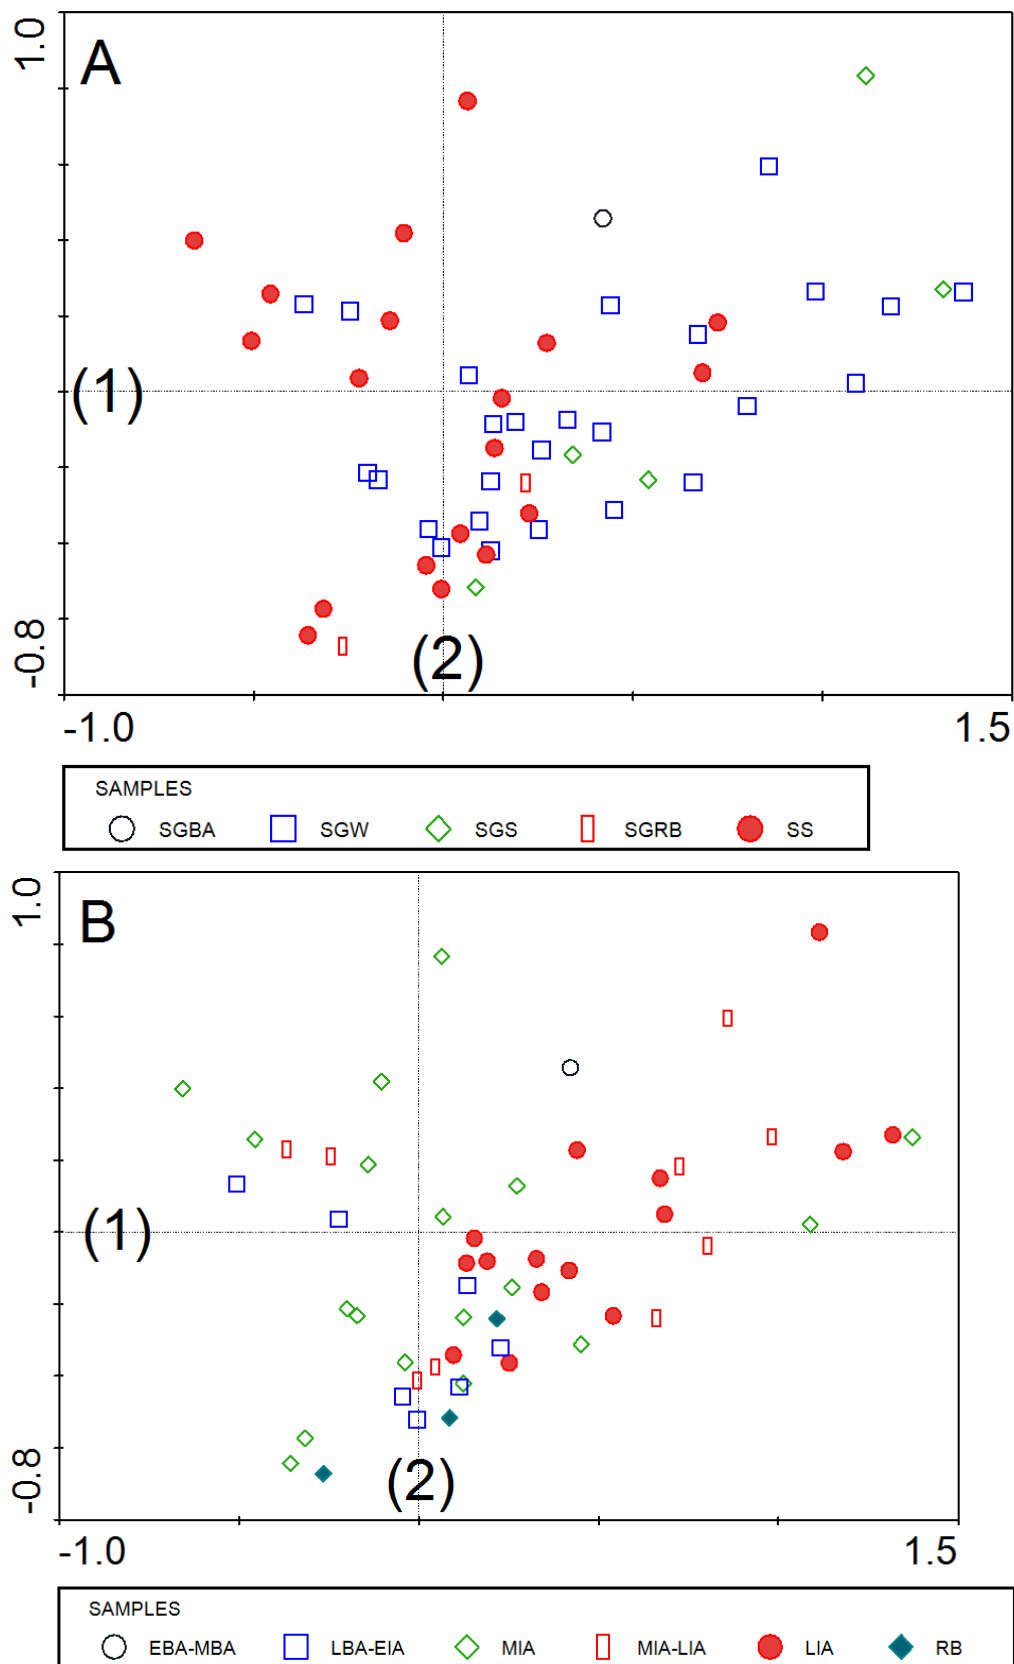 1.0
A
(1)
(2)
-0.8
-1.0 1.5
SAMPLES
SGBA SGW SGS SGRB SS
1.0
B
(1)
(2)
-0.8
-1.0 1.5
SAMPLES
EBA-MBA LBA-EIA MIA MIA-LIA LIA RB